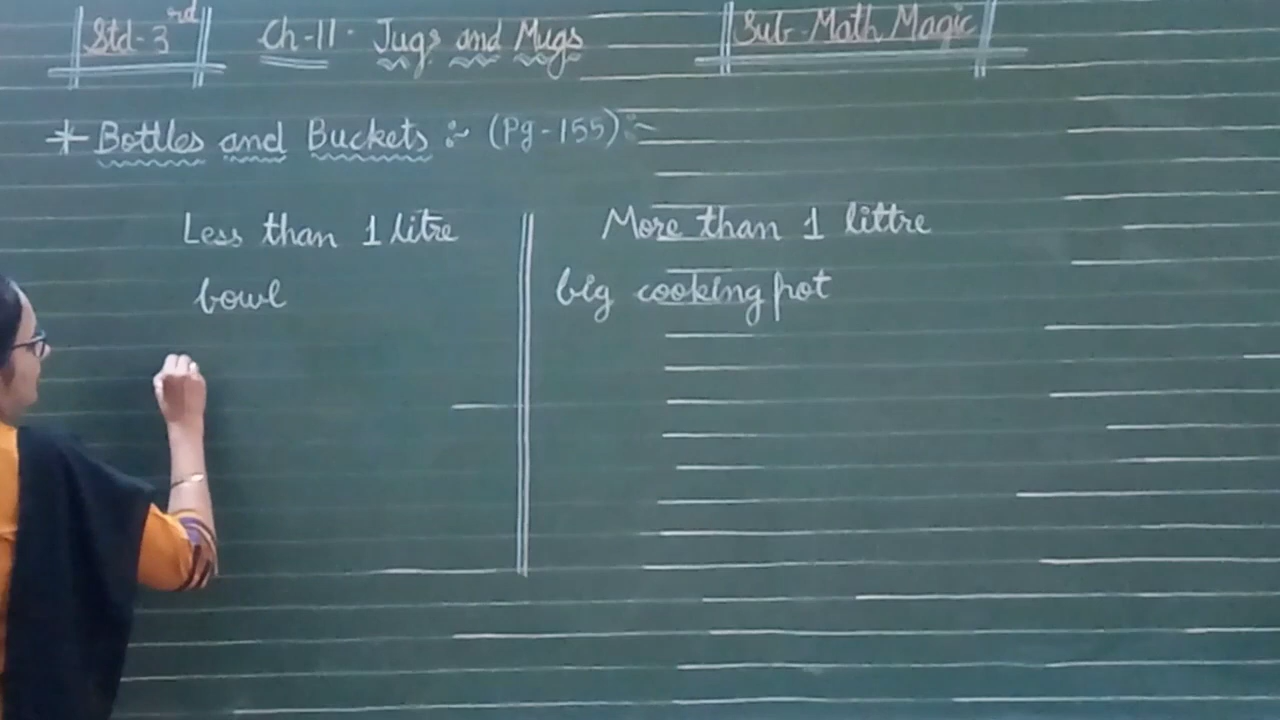 Std-3rd Ch-11. Jugs and Mugs Sub-Math Magic
* Bottles and Buckets :- (Pg-155):-
Less than 1 litre More than 1 littre
bowl big cooking pot